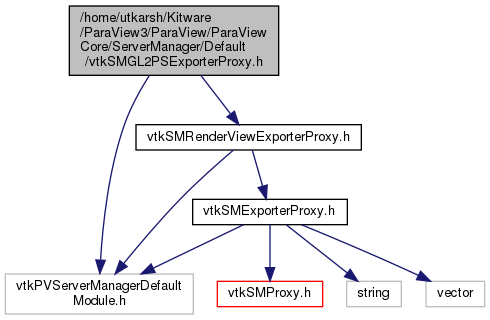 /home/utkarsh/Kitware
/ParaView3/ParaView/ParaView
Core/ServerManager/Default
/vtkSMGL2PSExporterProxy.h
vtkSMRenderViewExporterProxy.h
vtkSMExporterProxy.h
vtkPVServerManagerDefault
Module.h
vtkSMProxy.h
string
vector